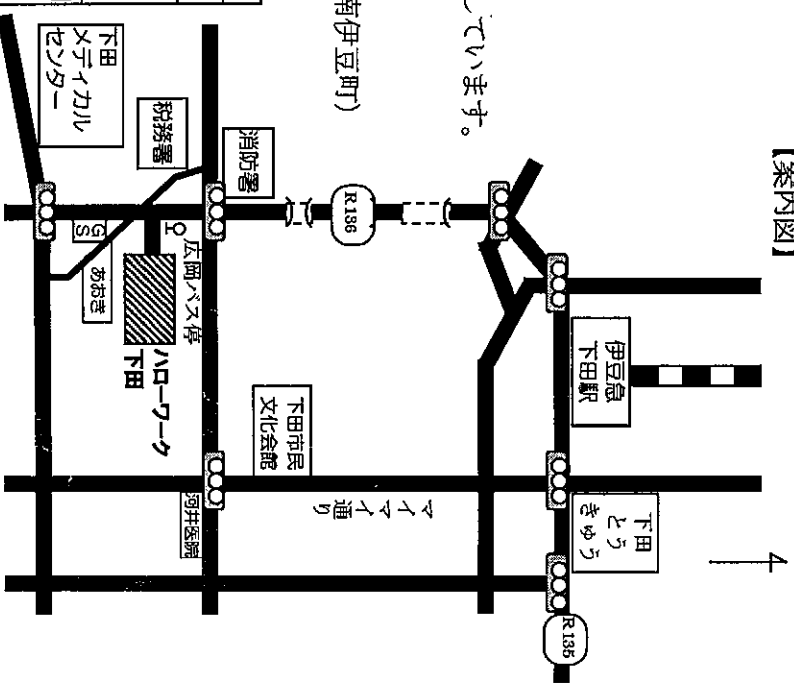 【案内図】
しています。
南伊豆町)
下田
メディカル
センター
税務署
消防署
R136
GS
あおき
広岡バス停
ハローワーク
下田
伊豆急
下田駅
下田市民
文化会館
マイマイ通り
河井医院
下田
とう
きゅう
R135